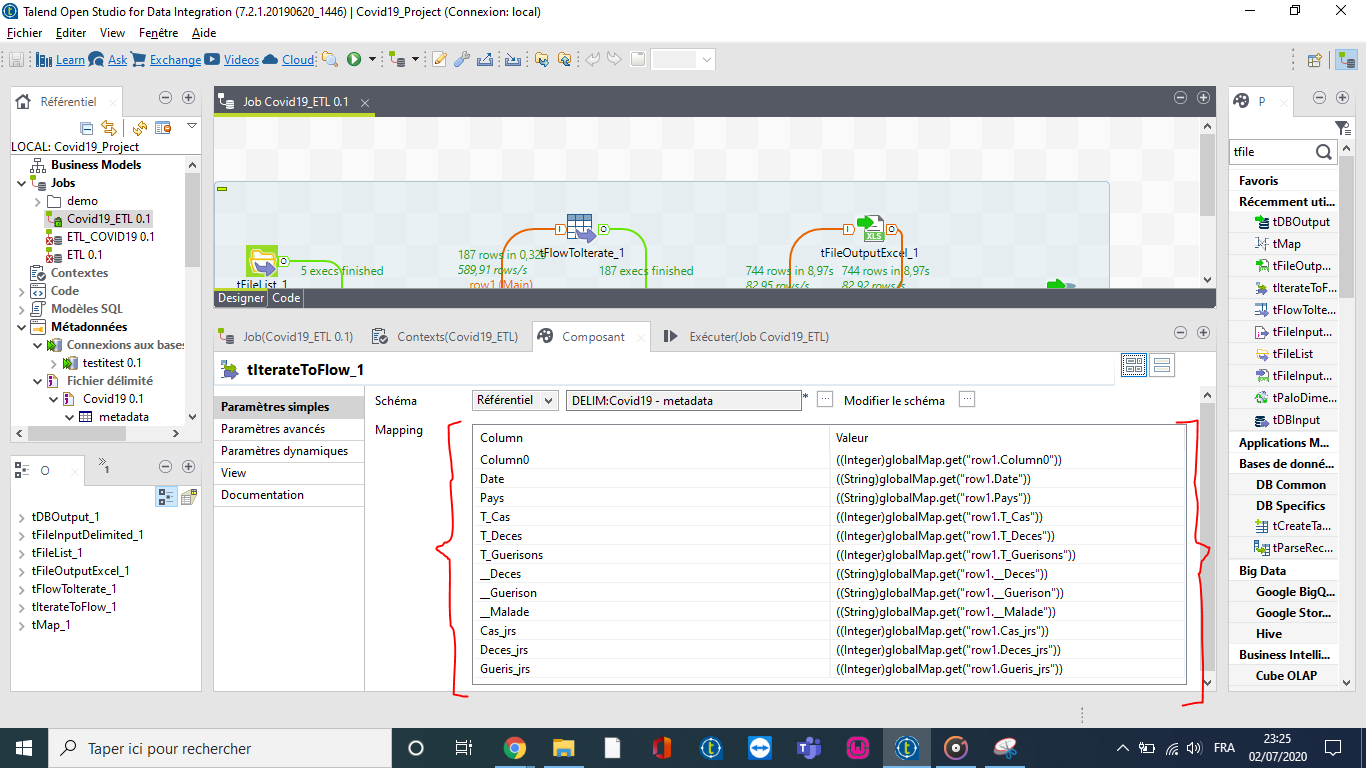 Talend Open Studio for Data Integration (7.2.1.20190620_1446) | Covid19_Project (Connexion: local)
Fichier Editer View Fenêtre Aide
Learn Ask Exchange Videos Cloud
Référentiel
LOCAL: Covid19_Project
Business Models
Jobs
demo
Covid19_ETL 0.1
ETL_COVID19 0.1
ETL 0.1
Contextes
Code
Modèles SQL
Métadonnées
Connexions aux bases
testitest 0.1
Fichier délimité
Covid19 0.1
metadata
O
1
tDBOutput_1
tFileInputDelimited_1
tFileList_1
tFileOutputExcel_1
tFlowToIterate_1
tIterateToFlow_1
tMap_1
Job Covid19_ETL 0.1
tFileList_1
5 execs finished
187 rows in 0,32s
589,91 rows/s
row1 (Main)
tFlowToIterate_1
187 execs finished
tFileOutputExcel_1
XLS
744 rows in 8,97s
82,95 rows/s
744 rows in 8,97s
82,92 rows/s
Designer Code
Job(Covid19_ETL 0.1) Contexts(Covid19_ETL) Composant Exécuter(Job Covid19_ETL)
tIterateToFlow_1
Paramètres simples
Paramètres avancés
Paramètres dynamiques
View
Documentation
Schéma Référentiel DELIM:Covid19 - metadata * ... Modifier le schéma ...
Mapping
Column Valeur
Column0 ((Integer)globalMap.get("row1.Column0"))
Date ((String)globalMap.get("row1.Date"))
Pays ((String)globalMap.get("row1.Pays"))
T_Cas ((Integer)globalMap.get("row1.T_Cas"))
T_Deces ((Integer)globalMap.get("row1.T_Deces"))
T_Guerisons ((Integer)globalMap.get("row1.T_Guerisons"))
__Deces ((String)globalMap.get("row1.__Deces"))
__Guerison ((String)globalMap.get("row1.__Guerison"))
__Malade ((String)globalMap.get("row1.__Malade"))
Cas_jrs ((Integer)globalMap.get("row1.Cas_jrs"))
Deces_jrs ((Integer)globalMap.get("row1.Deces_jrs"))
Gueris_jrs ((Integer)globalMap.get("row1.Gueris_jrs"))
P
tfile
Favoris
Récemment uti...
tDBOutput
tMap
tFileOutp...
tIterateToF...
tFlowToIte...
tFileInput...
tFileList
tFileInput...
tPaloDime...
tDBInput
Applications M...
Bases de donné...
DB Common
DB Specifics
tCreateTa...
tParseRec...
Big Data
Google BigQ...
Google Stor...
Hive
Business Intelli...
Cube OLAP
Taper ici pour rechercher
FRA
23:25
02/07/2020